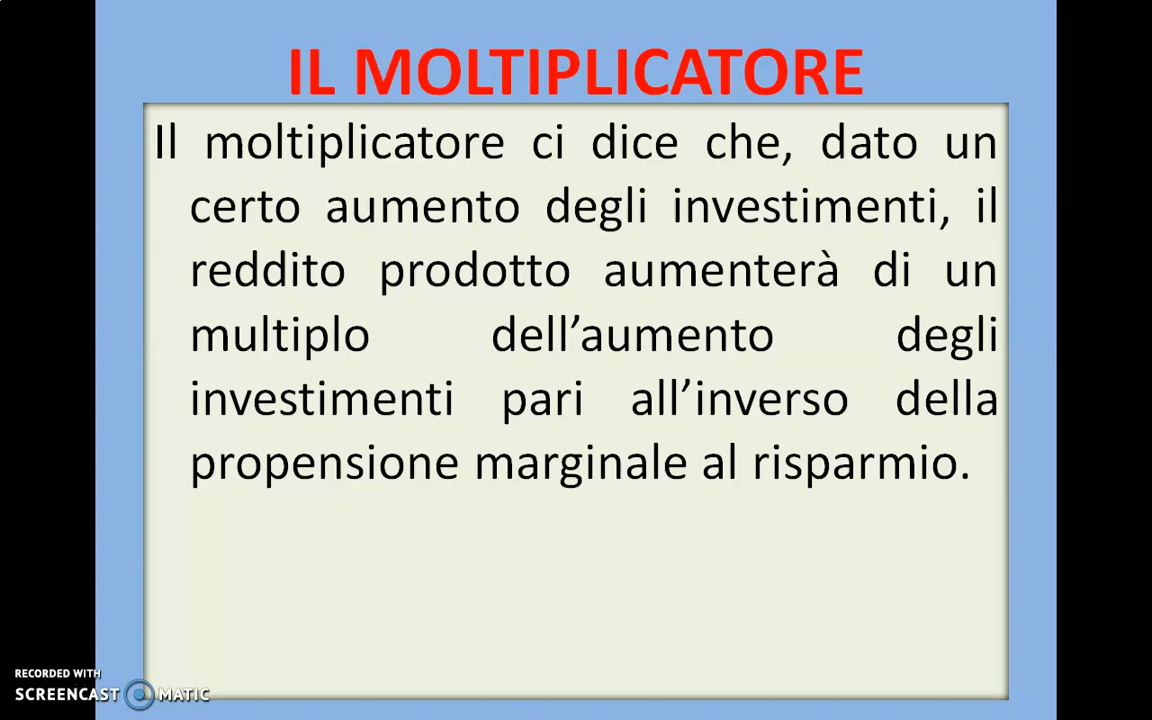 IL MOLTIPLICATORE
Il moltiplicatore ci dice che, dato un
certo aumento degli investimenti, il
reddito prodotto aumenterà di un
multiplo dell’aumento degli
investimenti pari all’inverso della
propensione marginale al risparmio.
RECORDED WITH
SCREENCAST MATIC